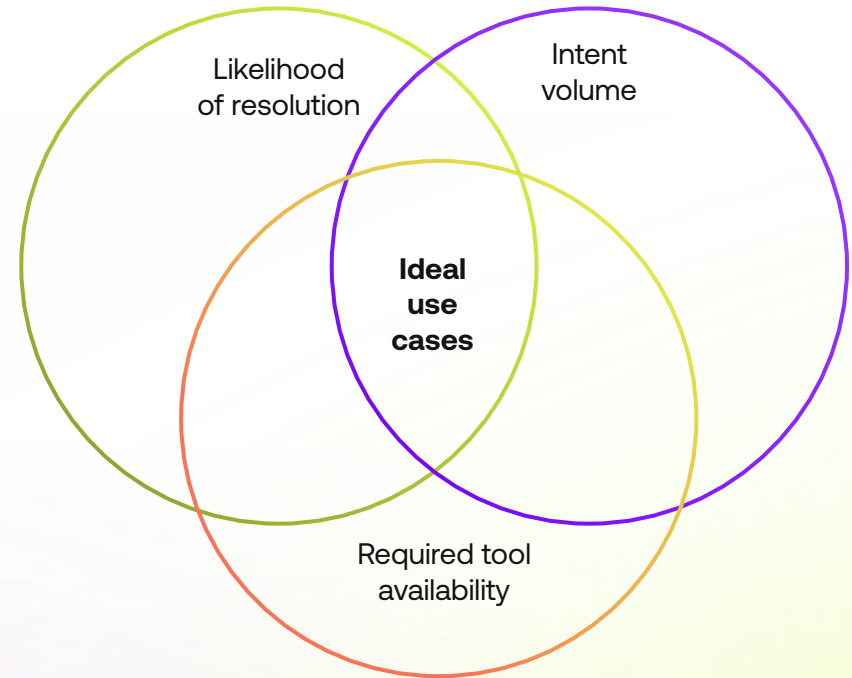 Likelihood
of resolution
Intent
volume
Ideal
use
cases
Required tool
availability